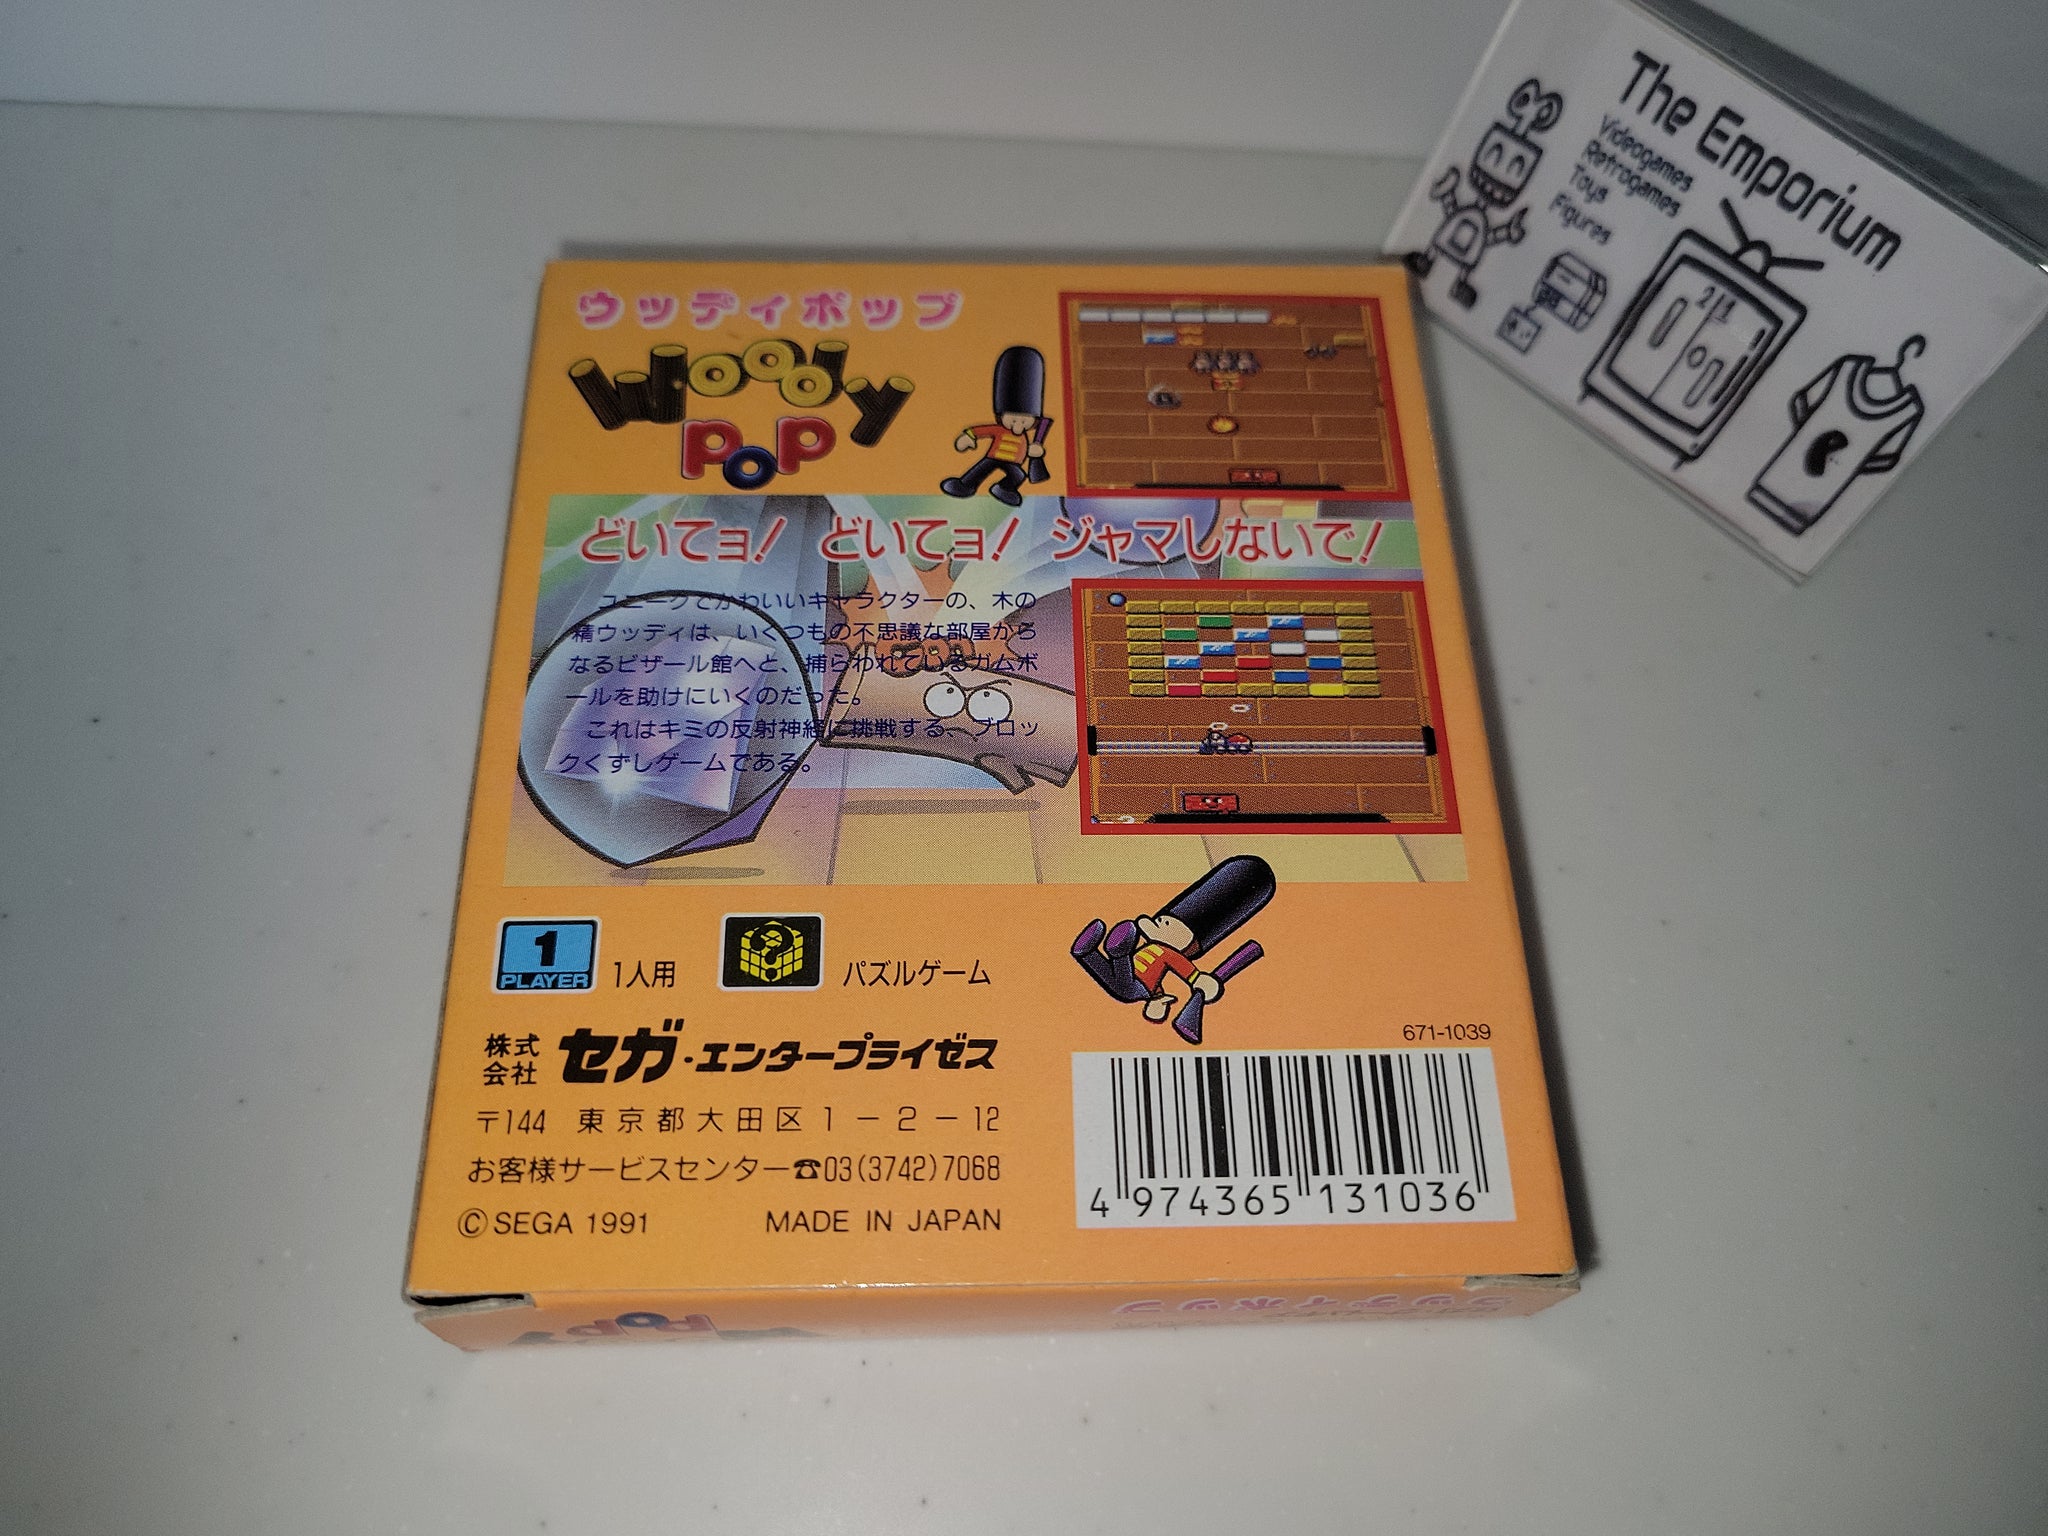 The Emporium
Videogames
Retrogames
Toys
Figures
ウッディポップ
Woody
POP
どいてョ! どいてョ! ジャマしないで!
ユニークでかわいいキャラクターの、木の
精ウッディは、いくつもの不思議な部屋から
なるビザール館へと、捕らわれているガムボ
ールを助けにいくのだった。
これはキミの反射神経に挑戦する、ブロッ
クくずしゲームである。
1
PLAYER
1人用
?
パズルゲーム
671-1039
株式
会社
セガ・エンタープライゼス
〒144 東京都大田区1-2-12
お客様サービスセンター☎03(3742)7068
©SEGA 1991 MADE IN JAPAN
4 974365 131036
ウッディポップ
POP